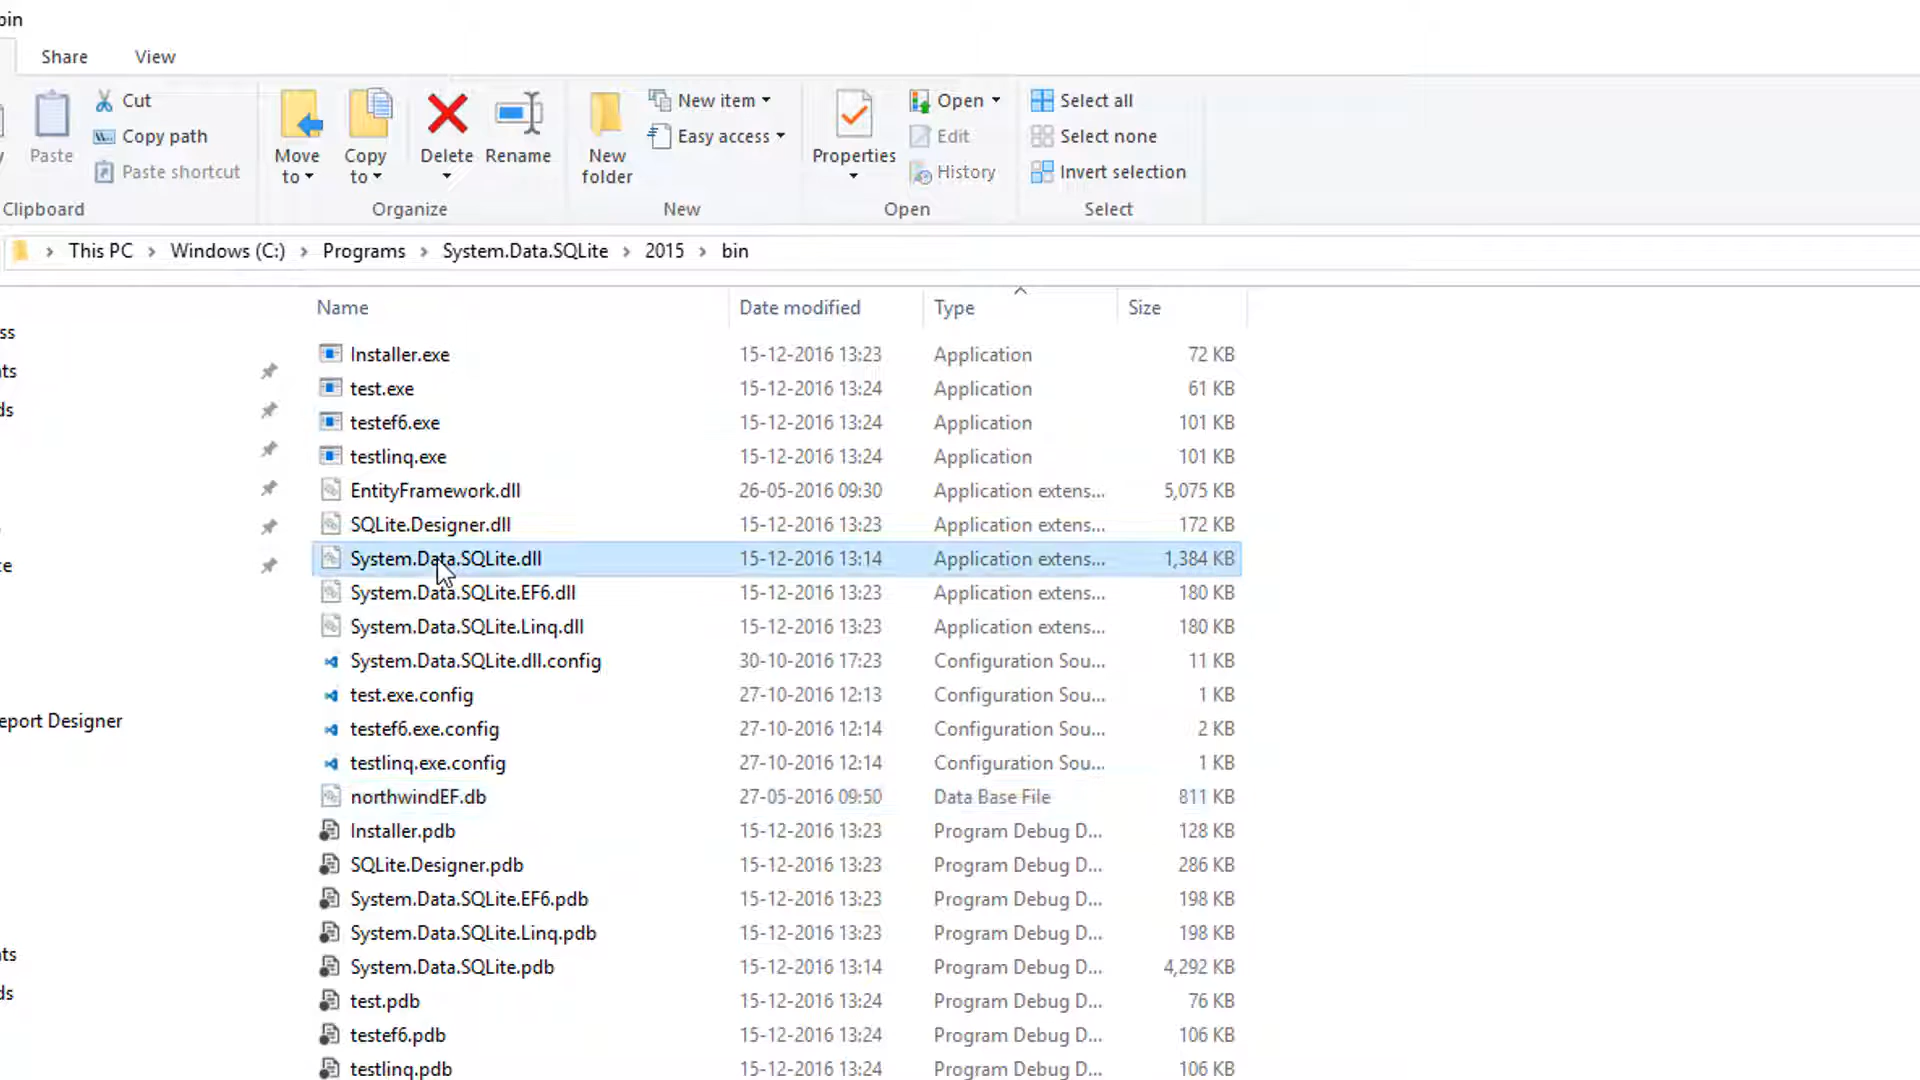 bin
Share View
Cut
Copy path
Paste shortcut
Paste
Clipboard
Move to
Copy to
Delete
Rename
Organize
New folder
New item
Easy access
New
Properties
Open
Edit
History
Open
Select all
Select none
Invert selection
Select
This PC > Windows (C:) > Programs > System.Data.SQLite > 2015 > bin
Name Date modified Type Size
Installer.exe 15-12-2016 13:23 Application 72 KB
test.exe 15-12-2016 13:24 Application 61 KB
testef6.exe 15-12-2016 13:24 Application 101 KB
testlinq.exe 15-12-2016 13:24 Application 101 KB
EntityFramework.dll 26-05-2016 09:30 Application extens... 5,075 KB
SQLite.Designer.dll 15-12-2016 13:23 Application extens... 172 KB
System.Data.SQLite.dll 15-12-2016 13:14 Application extens... 1,384 KB
System.Data.SQLite.EF6.dll 15-12-2016 13:23 Application extens... 180 KB
System.Data.SQLite.Linq.dll 15-12-2016 13:23 Application extens... 180 KB
System.Data.SQLite.dll.config 30-10-2016 17:23 Configuration Sou... 11 KB
test.exe.config 27-10-2016 12:13 Configuration Sou... 1 KB
testef6.exe.config 27-10-2016 12:14 Configuration Sou... 2 KB
testlinq.exe.config 27-10-2016 12:14 Configuration Sou... 1 KB
northwindEF.db 27-05-2016 09:50 Data Base File 811 KB
Installer.pdb 15-12-2016 13:23 Program Debug D... 128 KB
SQLite.Designer.pdb 15-12-2016 13:23 Program Debug D... 286 KB
System.Data.SQLite.EF6.pdb 15-12-2016 13:23 Program Debug D... 198 KB
System.Data.SQLite.Linq.pdb 15-12-2016 13:23 Program Debug D... 198 KB
System.Data.SQLite.pdb 15-12-2016 13:14 Program Debug D... 4,292 KB
test.pdb 15-12-2016 13:24 Program Debug D... 76 KB
testef6.pdb 15-12-2016 13:24 Program Debug D... 106 KB
testlinq.pdb 15-12-2016 13:24 Program Debug D... 106 KB
ss
ts
ds
te
eport Designer
ts
ds